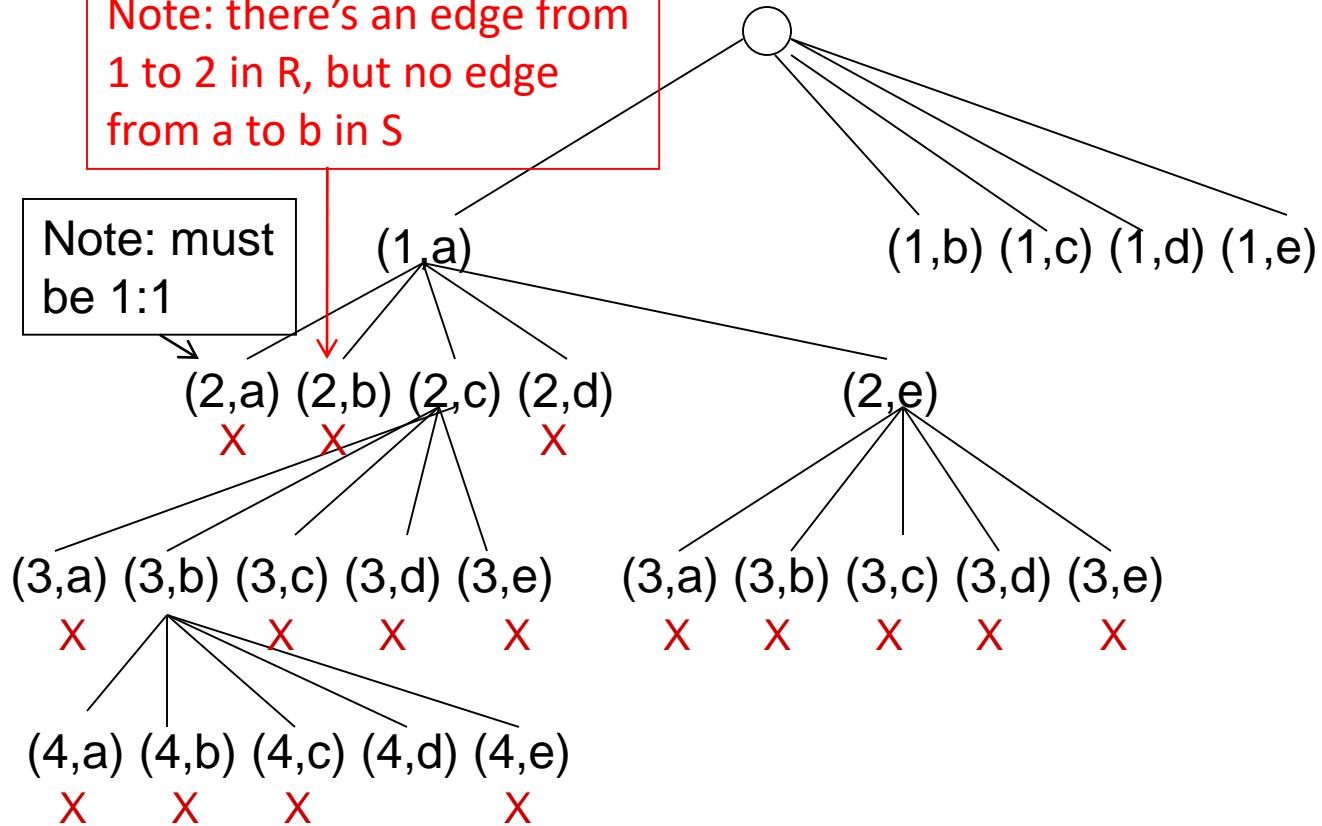 Note: there’s an edge from
1 to 2 in R, but no edge
from a to b in S
Note: must
be 1:1
(1,a)
(1,b) (1,c) (1,d) (1,e)
(2,a) (2,b) (2,c) (2,d)
(2,e)
X X X
(3,a) (3,b) (3,c) (3,d) (3,e)
(3,a) (3,b) (3,c) (3,d) (3,e)
X X X X
X X X X X
(4,a) (4,b) (4,c) (4,d) (4,e)
X X X X